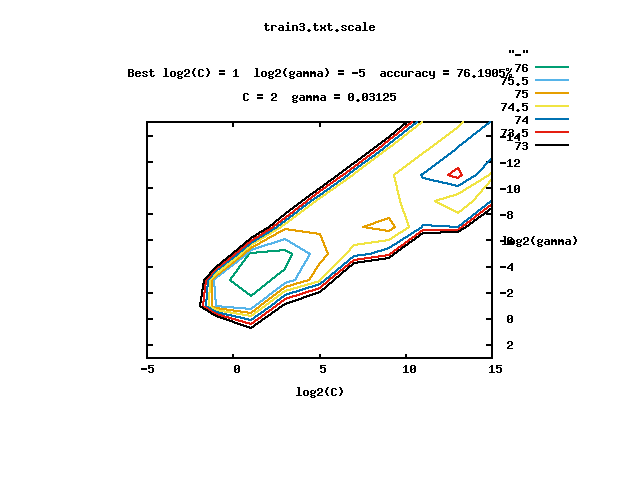 train3.txt.scale
"-"
Best log2(C) = 1 log2(gamma) = -5 accuracy = 76.1905%
76
75.5
C = 2 gamma = 0.03125
75
74.5
74
73.5
73
-14
-12
-10
-8
-6
log2(gamma)
-4
-2
0
2
-5 0 5 10 15
log2(C)